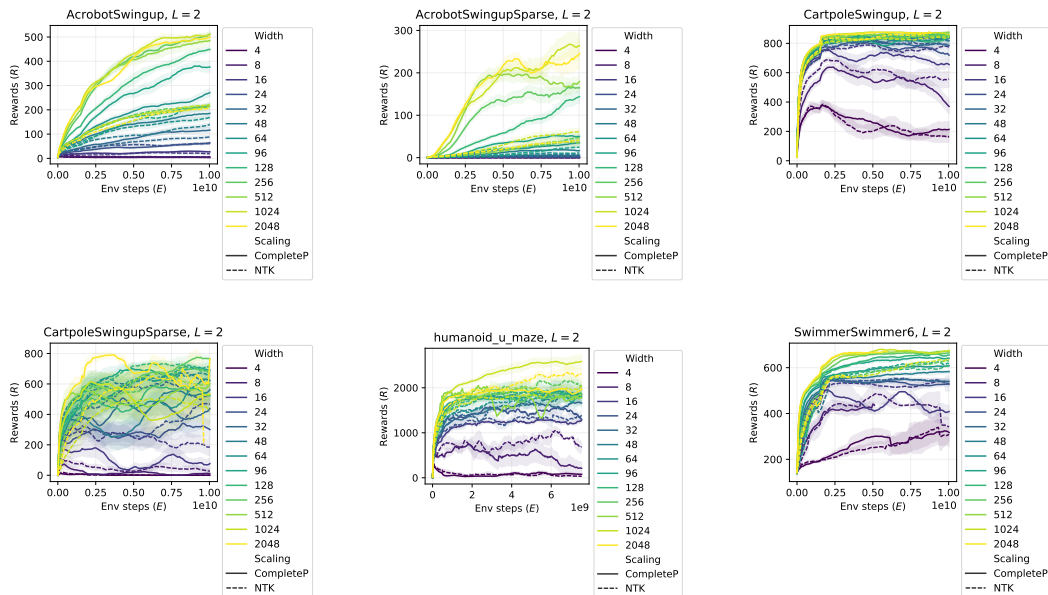 AcrobotSwingup, L = 2
Rewards (R)
500
400
300
200
100
0
0.00 0.25 0.50 0.75 1.00
1e10
Env steps (E)
Width
4
8
16
24
32
48
64
96
128
256
512
1024
2048
Scaling
CompleteP
NTK
AcrobotSwingupSparse, L = 2
Rewards (R)
300
200
100
0
0.00 0.25 0.50 0.75 1.00
1e10
Env steps (E)
Width
4
8
16
24
32
48
64
96
128
256
512
1024
2048
Scaling
CompleteP
NTK
CartpoleSwingup, L = 2
Rewards (R)
800
600
400
200
0
0.00 0.25 0.50 0.75 1.00
1e10
Env steps (E)
Width
4
8
16
24
32
48
64
96
128
256
512
1024
2048
Scaling
CompleteP
NTK
CartpoleSwingupSparse, L = 2
Rewards (R)
800
600
400
200
0
0.00 0.25 0.50 0.75 1.00
1e10
Env steps (E)
Width
4
8
16
24
32
48
64
96
128
256
512
1024
2048
Scaling
CompleteP
NTK
humanoid_u_maze, L = 2
Rewards (R)
2000
1000
0
0 2 4 6
1e9
Env steps (E)
Width
4
8
16
24
32
48
64
96
128
256
512
1024
2048
Scaling
CompleteP
NTK
SwimmerSwimmer6, L = 2
Rewards (R)
600
400
200
0.00 0.25 0.50 0.75 1.00
1e10
Env steps (E)
Width
4
8
16
24
32
48
64
96
128
256
512
1024
2048
Scaling
CompleteP
NTK